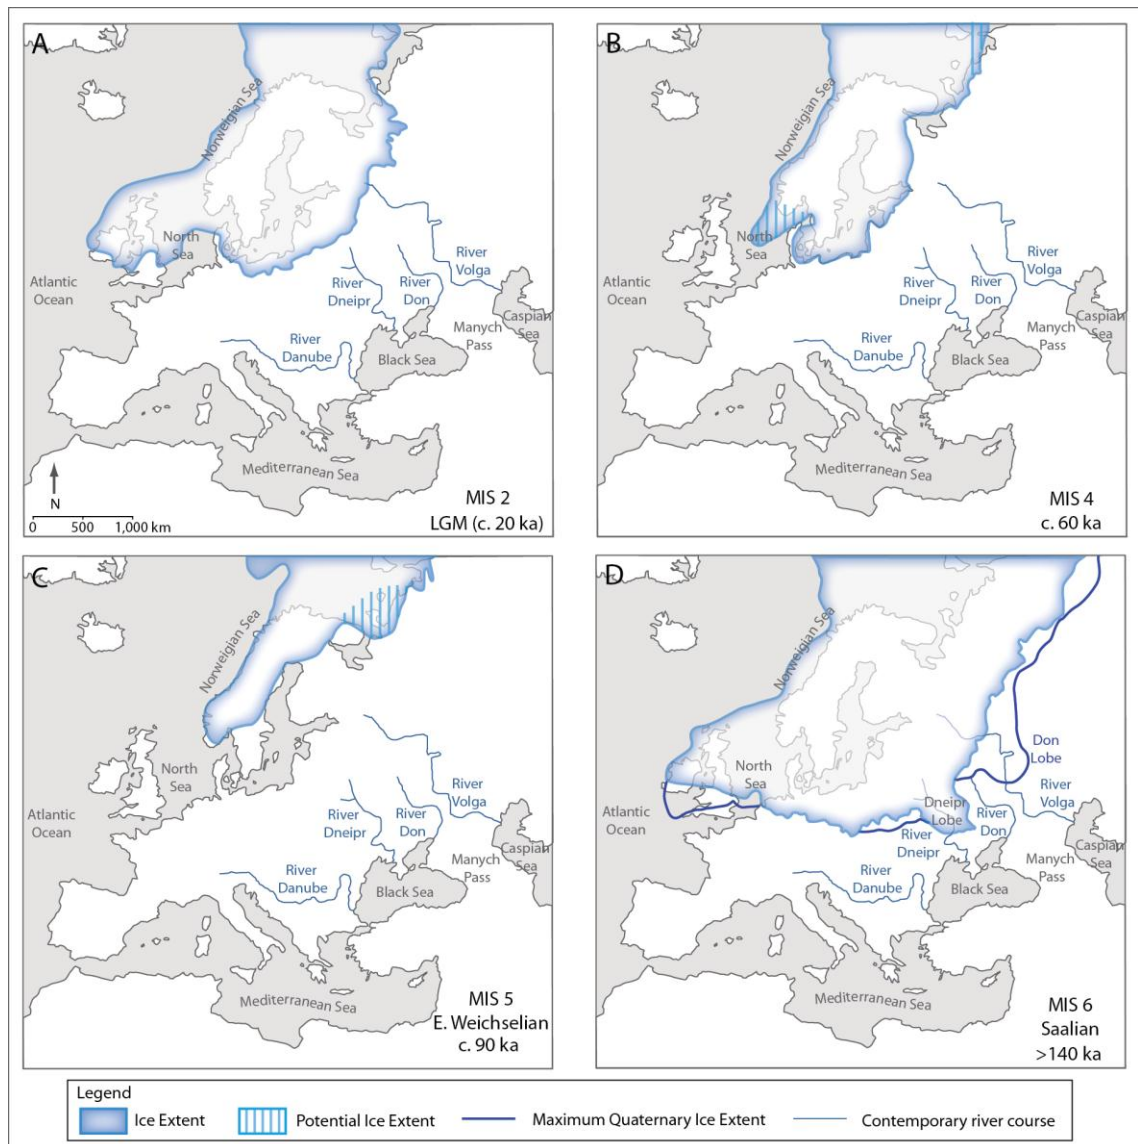 A
Norweigian Sea
North
Sea
Atlantic
Ocean
River
Volga
River
Dneipr
River
Don
Caspian
Sea
Manych
Pass
River
Danube
Black Sea
Mediterranean Sea
N
0 500 1,000 km
MIS 2
LGM (c. 20 ka)
B
Norweigian Sea
North
Sea
Atlantic
Ocean
River
Volga
River
Dneipr
River
Don
Caspian
Sea
Manych
Pass
River
Danube
Black Sea
Mediterranean Sea
MIS 4
c. 60 ka
C
Norweigian Sea
North
Sea
Atlantic
Ocean
River
Volga
River
Dneipr
River
Don
Caspian
Sea
Manych
Pass
River
Danube
Black Sea
Mediterranean Sea
MIS 5
E. Weichselian
c. 90 ka
D
Norweigian Sea
North
Sea
Don
Lobe
Atlantic
Ocean
Dneipr
Lobe
River
Volga
River
Don
River
Dneipr
Caspian
Sea
Manych
Pass
River
Danube
Black Sea
Mediterranean Sea
MIS 6
Saalian
>140 ka
Legend
Ice Extent
Potential Ice Extent
Maximum Quaternary Ice Extent
Contemporary river course